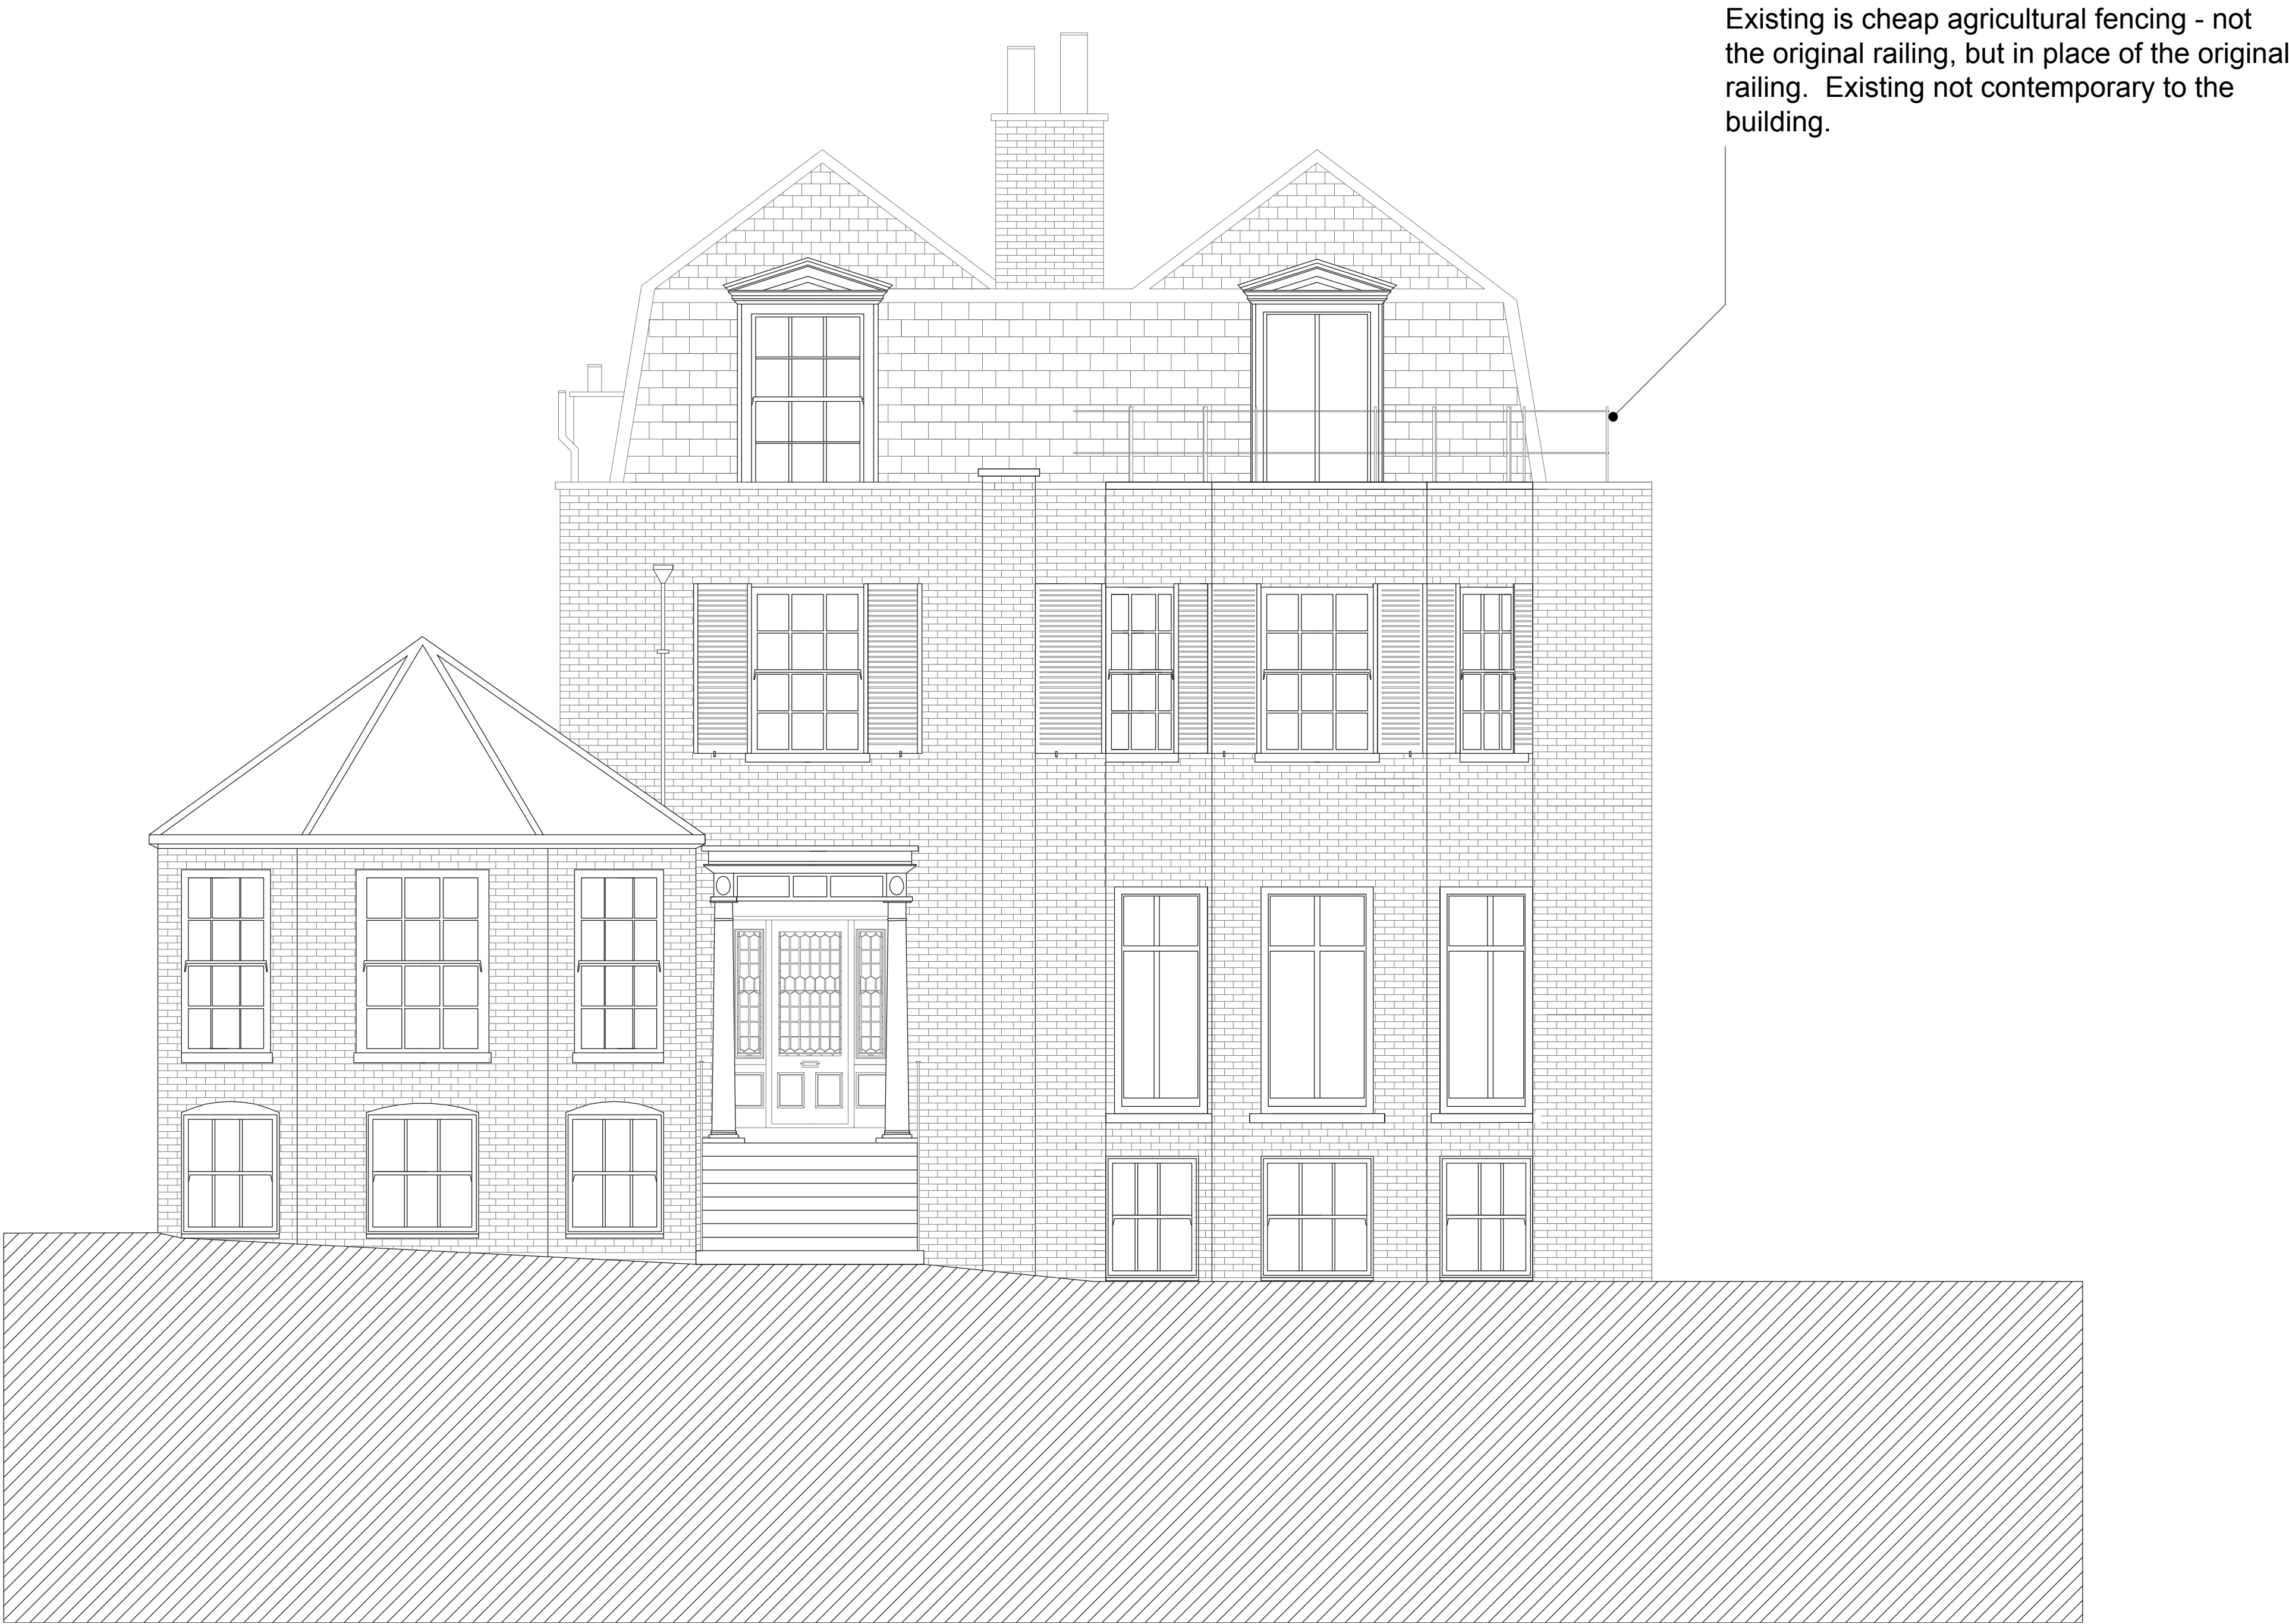 Existing is cheap agricultural fencing - not
the original railing, but in place of the original
railing.  Existing not contemporary to the
building.